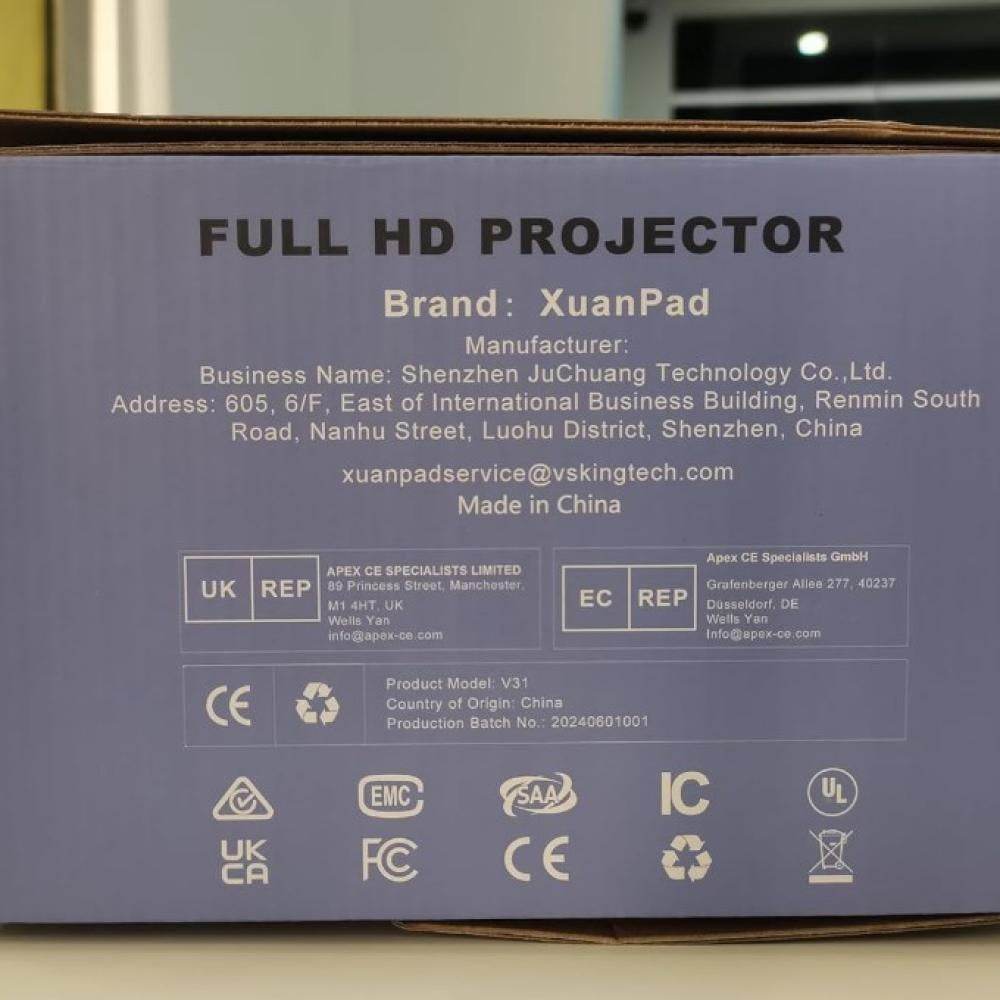 FULL HD PROJECTOR
Brand: XuanPad
Manufacturer:
Business Name: Shenzhen JuChuang Technology Co.,Ltd.
Address: 605, 6/F, East of International Business Building, Renmin South
Road, Nanhu Street, Luohu District, Shenzhen, China
xuanpadservice@vskingtech.com
Made in China
UK REP
APEX CE SPECIALISTS LIMITED
89 Princess Street, Manchester,
M1 4HT, UK
Wells Yan
info@apex-ce.com
EC REP
Apex CE Specialists GmbH
Grafenberger Allee 277, 40237
Düsseldorf, DE
Wells Yan
Info@apex-ce.com
CE
Product Model: V31
Country of Origin: China
Production Batch No.: 20240601001
EMC
SAA
IC
UL
UK
CA
FC
CE